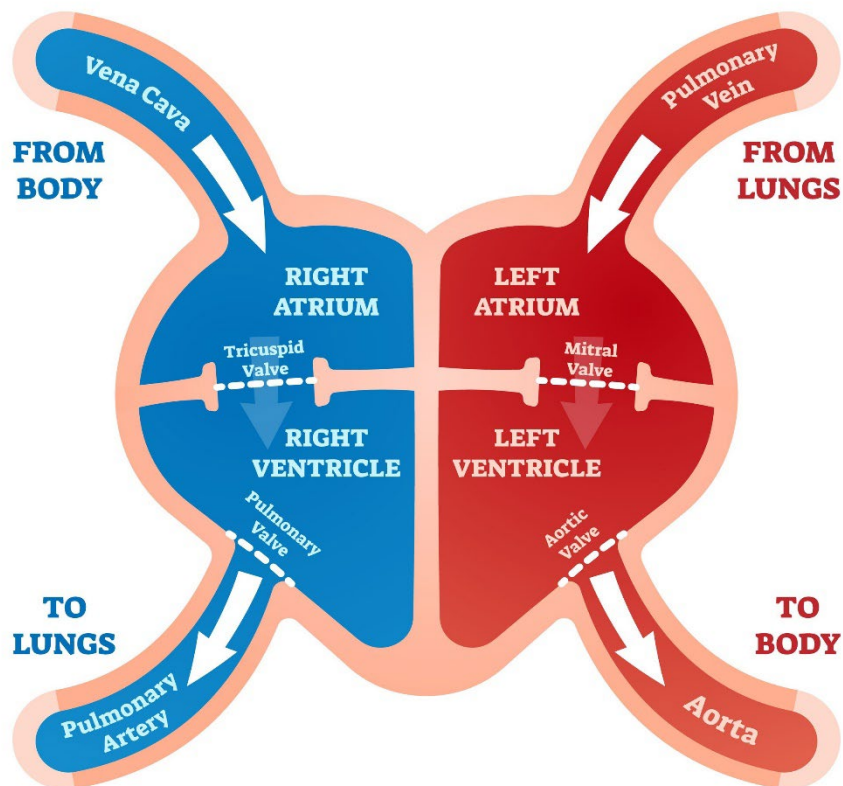 Vena Cava
FROM
BODY
Pulmonary
Vein
FROM
LUNGS
RIGHT
ATRIUM
LEFT
ATRIUM
Tricuspid
Valve
Mitral
Valve
RIGHT
VENTRICLE
LEFT
VENTRICLE
Pulmonary
Valve
Aortic
Valve
TO
LUNGS
TO
BODY
Pulmonary
Artery
Aorta